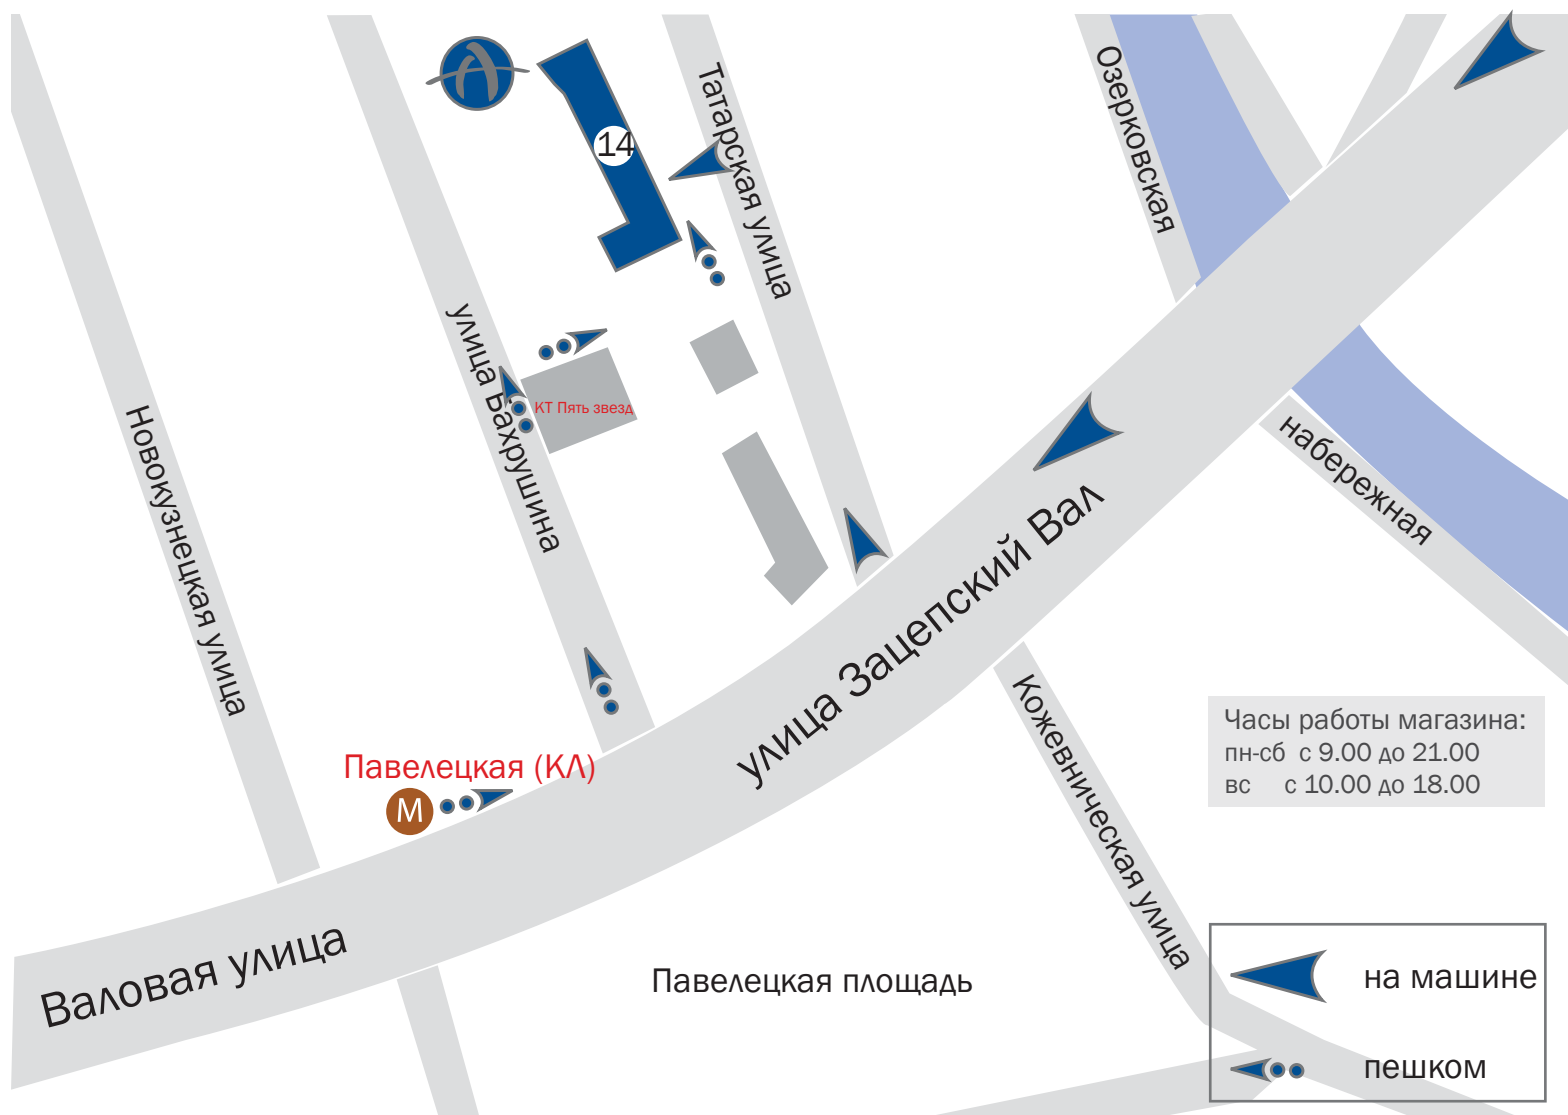 14
Татарская улица
Озерковская
улица Бахрушина
КТ Пять звезд
Новокузнецкая улица
набережная
улица Зацепский Вал
Павелецкая (КЛ)
М
Кожевническая улица
Часы работы магазина:
пн-сб с 9.00 до 21.00
вс с 10.00 до 18.00
Валовая улица
Павелецкая площадь
на машине
пешком